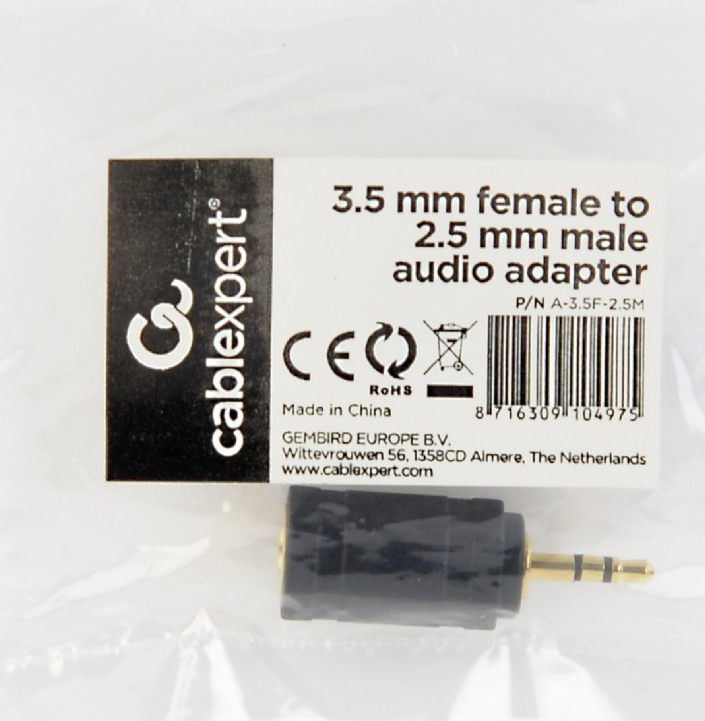 cablexpert®
3.5 mm female to
2.5 mm male
audio adapter
P/N A-3.5F-2.5M
CE
RoHS
Made in China
8 716309 104975
GEMBIRD EUROPE B.V.
Wittevrouwen 56, 1358CD Almere, The Netherlands
www.cablexpert.com